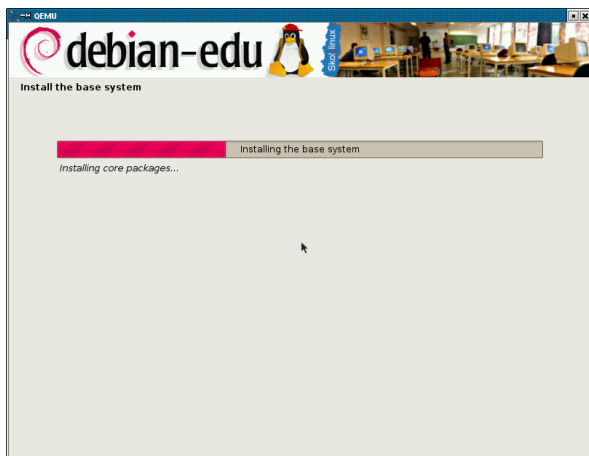 QEMU
debian-edu
Skol linux
Install the base system
Installing the base system
Installing core packages...